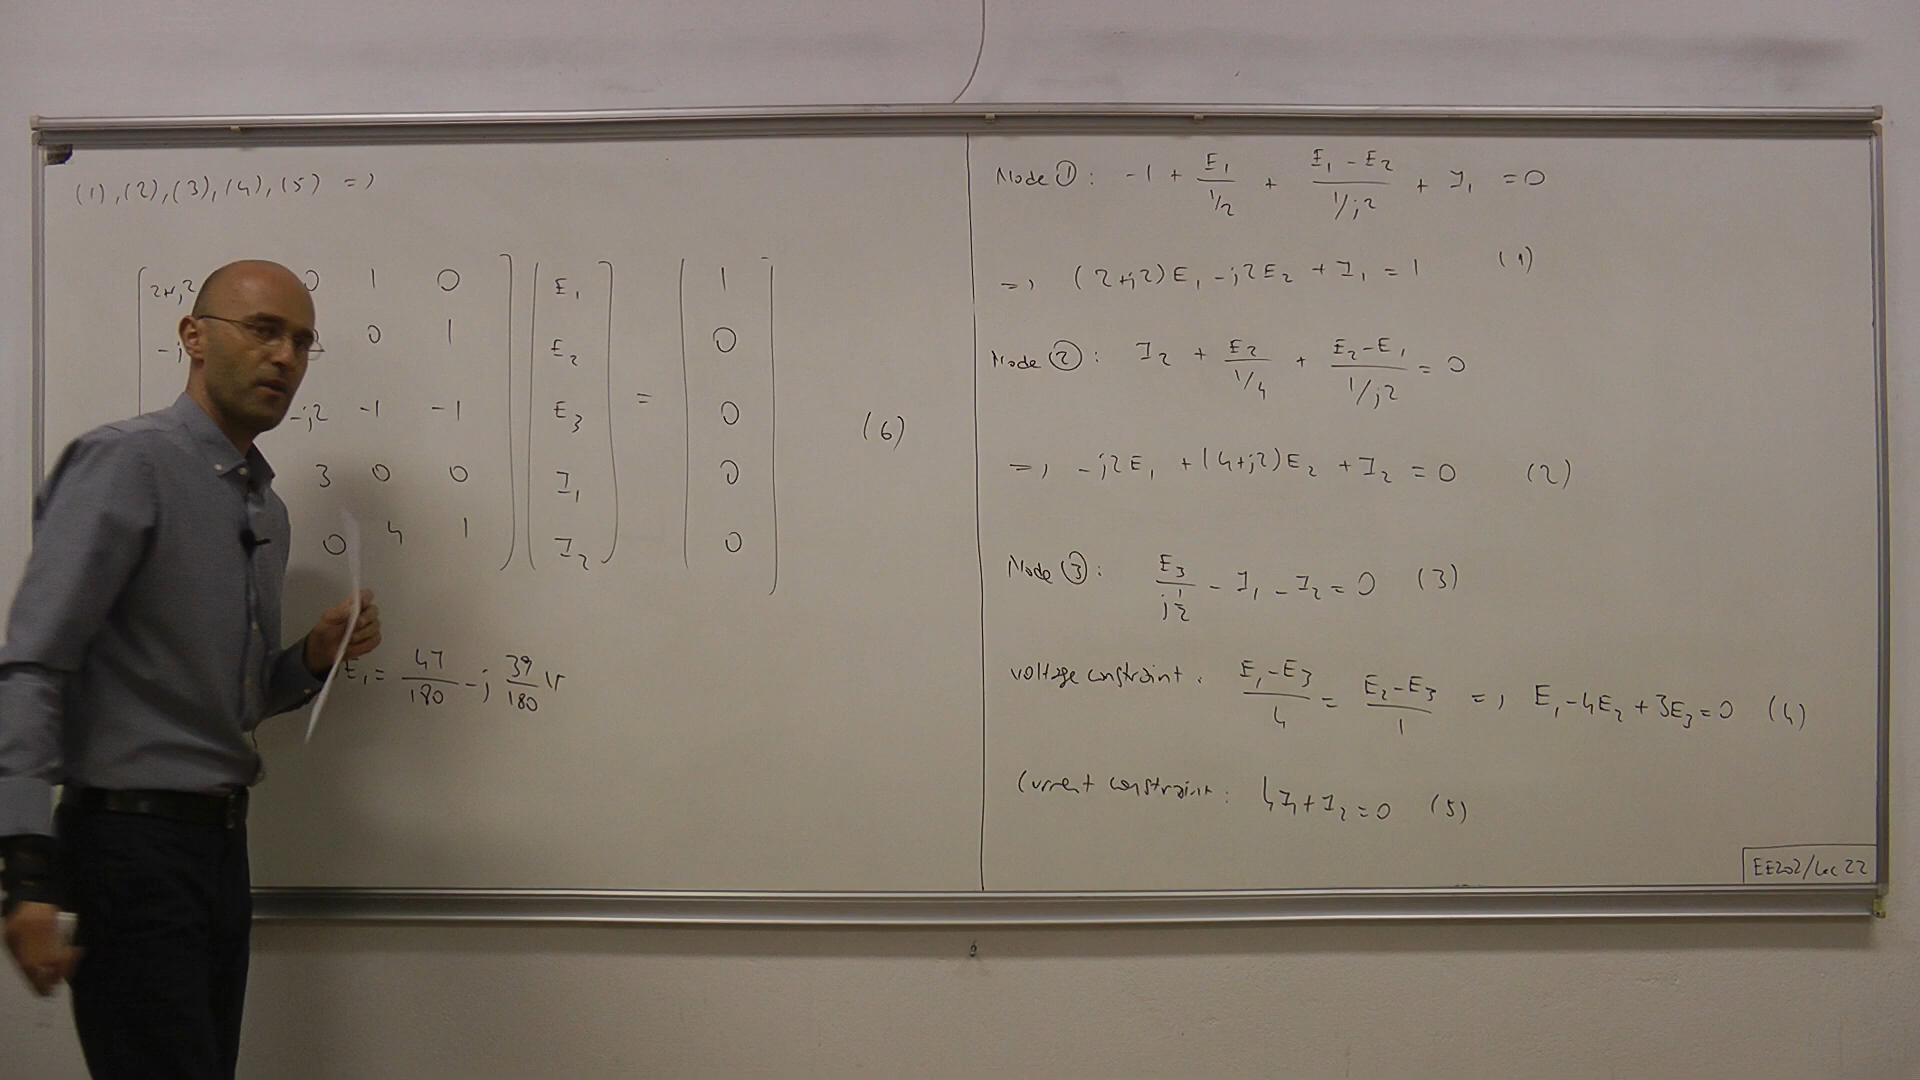 (1),(2),(3),(4),(5) =>
2+j2 0 1 0 E1 1
-j 0 1 E2 0
-j2 -1 -1 E3 = 0 (6)
3 0 0 I1 0
0 4 1 I2 0
E1 = 47/180 - j 39/180 V
Node ①: -1 + E1/(1/2) + (E1 - E2)/(1/j2) + I1 = 0
=> (2+j2)E1 - j2E2 + I1 = 1 (1)
Node ②: I2 + E2/(1/4) + (E2-E1)/(1/j2) = 0
=> -j2E1 + (4+j2)E2 + I2 = 0 (2)
Node ③: E3/(j 1/2) - I1 - I2 = 0 (3)
voltage constraint: (E1-E3)/4 = (E2-E3)/1 => E1-4E2+3E3=0 (4)
Current constraint: 4I1+I2=0 (5)
EE202/Lec 22